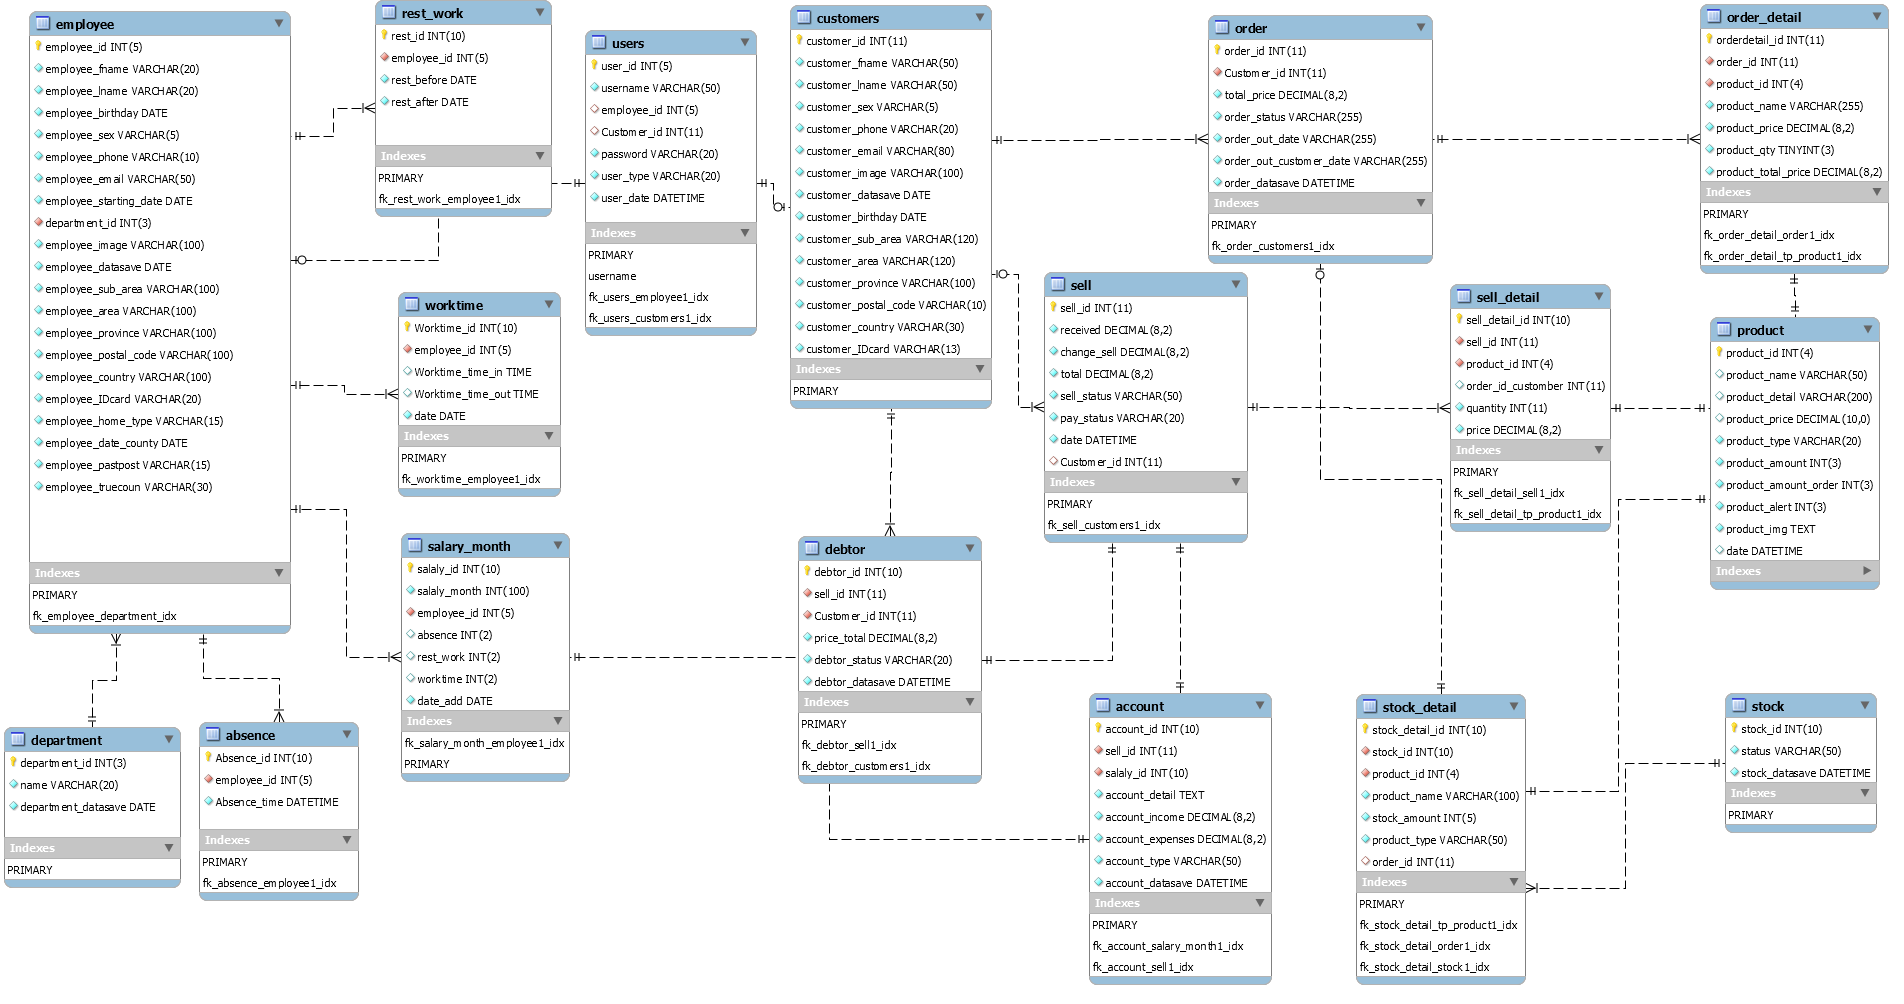 employee
employee_id INT(5)
employee_fname VARCHAR(20)
employee_lname VARCHAR(20)
employee_birthday DATE
employee_sex VARCHAR(5)
employee_phone VARCHAR(10)
employee_email VARCHAR(50)
employee_starting_date DATE
department_id INT(3)
employee_image VARCHAR(100)
employee_datasave DATE
employee_sub_area VARCHAR(100)
employee_area VARCHAR(100)
employee_province VARCHAR(100)
employee_postal_code VARCHAR(100)
employee_country VARCHAR(100)
employee_IDcard VARCHAR(20)
employee_home_type VARCHAR(15)
employee_date_county DATE
employee_pastpost VARCHAR(15)
employee_truecoun VARCHAR(30)
Indexes
PRIMARY
fk_employee_department_idx
rest_work
rest_id INT(10)
employee_id INT(5)
rest_before DATE
rest_after DATE
Indexes
PRIMARY
fk_rest_work_employee1_idx
users
user_id INT(5)
username VARCHAR(50)
employee_id INT(5)
Customer_id INT(11)
password VARCHAR(20)
user_type VARCHAR(20)
user_date DATETIME
Indexes
PRIMARY
username
fk_users_employee1_idx
fk_users_customers1_idx
customers
customer_id INT(11)
customer_fname VARCHAR(50)
customer_lname VARCHAR(50)
customer_sex VARCHAR(5)
customer_phone VARCHAR(20)
customer_email VARCHAR(80)
customer_image VARCHAR(100)
customer_datasave DATE
customer_birthday DATE
customer_sub_area VARCHAR(120)
customer_area VARCHAR(120)
customer_province VARCHAR(100)
customer_postal_code VARCHAR(10)
customer_country VARCHAR(30)
customer_IDcard VARCHAR(13)
Indexes
PRIMARY
order
order_id INT(11)
Customer_id INT(11)
total_price DECIMAL(8,2)
order_status VARCHAR(255)
order_out_date VARCHAR(255)
order_out_customer_date VARCHAR(255)
order_datasave DATETIME
Indexes
PRIMARY
fk_order_customers1_idx
order_detail
orderdetail_id INT(11)
order_id INT(11)
product_id INT(4)
product_name VARCHAR(255)
product_price DECIMAL(8,2)
product_qty TINYINT(3)
product_total_price DECIMAL(8,2)
Indexes
PRIMARY
fk_order_detail_order1_idx
fk_order_detail_tp_product1_idx
worktime
Worktime_id INT(10)
employee_id INT(5)
Worktime_time_in TIME
Worktime_time_out TIME
date DATE
Indexes
PRIMARY
fk_worktime_employee1_idx
sell
sell_id INT(11)
received DECIMAL(8,2)
change_sell DECIMAL(8,2)
total DECIMAL(8,2)
sell_status VARCHAR(50)
pay_status VARCHAR(20)
date DATETIME
Customer_id INT(11)
Indexes
PRIMARY
fk_sell_customers1_idx
sell_detail
sell_detail_id INT(10)
sell_id INT(11)
product_id INT(4)
order_id_customber INT(11)
quantity INT(11)
price DECIMAL(8,2)
Indexes
PRIMARY
fk_sell_detail_sell1_idx
fk_sell_detail_tp_product1_idx
product
product_id INT(4)
product_name VARCHAR(50)
product_detail VARCHAR(200)
product_price DECIMAL(10,0)
product_type VARCHAR(20)
product_amount INT(3)
product_amount_order INT(3)
product_alert INT(3)
product_img TEXT
date DATETIME
Indexes
salary_month
salaly_id INT(10)
salaly_month INT(100)
employee_id INT(5)
absence INT(2)
rest_work INT(2)
worktime INT(2)
date_add DATE
Indexes
fk_salary_month_employee1_idx
PRIMARY
debtor
debtor_id INT(10)
sell_id INT(11)
Customer_id INT(11)
price_total DECIMAL(8,2)
debtor_status VARCHAR(20)
debtor_datasave DATETIME
Indexes
PRIMARY
fk_debtor_sell1_idx
fk_debtor_customers1_idx
department
department_id INT(3)
name VARCHAR(20)
department_datasave DATE
Indexes
PRIMARY
absence
Absence_id INT(10)
employee_id INT(5)
Absence_time DATETIME
Indexes
PRIMARY
fk_absence_employee1_idx
account
account_id INT(10)
sell_id INT(11)
salaly_id INT(10)
account_detail TEXT
account_income DECIMAL(8,2)
account_expenses DECIMAL(8,2)
account_type VARCHAR(50)
account_datasave DATETIME
Indexes
PRIMARY
fk_account_salary_month1_idx
fk_account_sell1_idx
stock_detail
stock_detail_id INT(10)
stock_id INT(10)
product_id INT(4)
product_name VARCHAR(100)
stock_amount INT(5)
product_type VARCHAR(50)
order_id INT(11)
Indexes
PRIMARY
fk_stock_detail_tp_product1_idx
fk_stock_detail_order1_idx
fk_stock_detail_stock1_idx
stock
stock_id INT(10)
status VARCHAR(50)
stock_datasave DATETIME
Indexes
PRIMARY